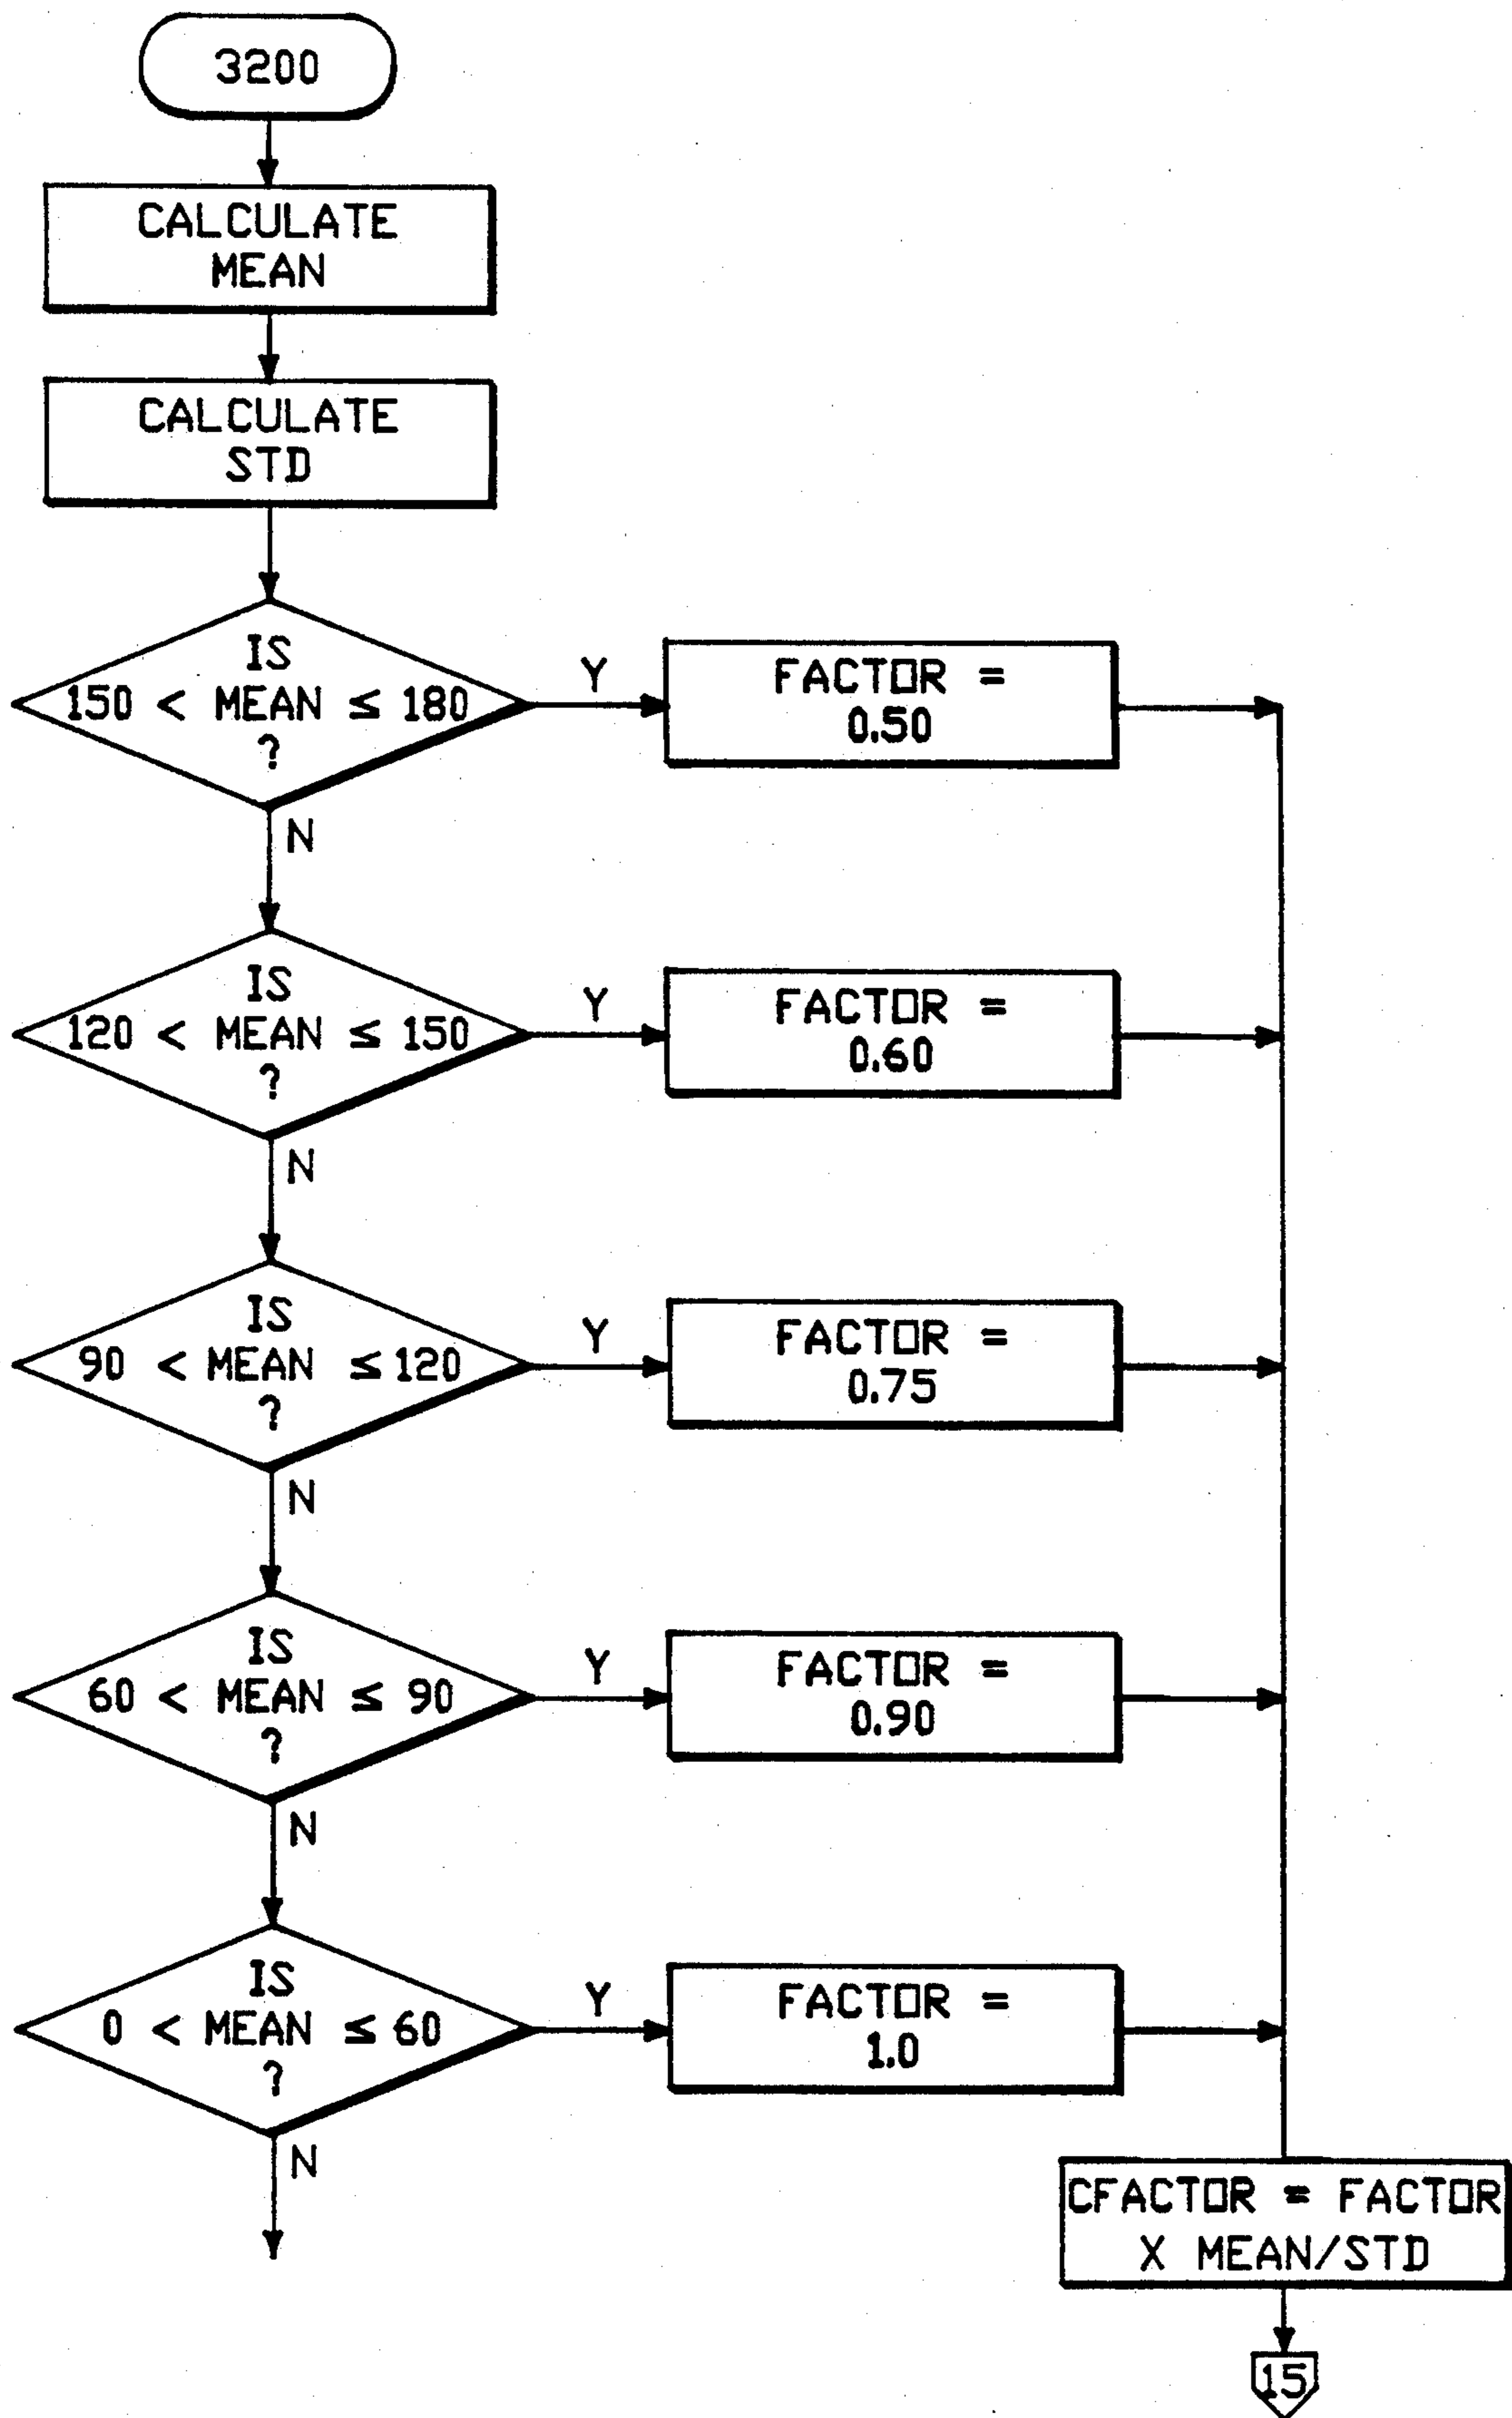 3200
CALCULATE
MEAN
CALCULATE
STD
IS
150 < MEAN ≤ 180
?
Y
FACTOR =
0.50
N
IS
120 < MEAN ≤ 150
?
Y
FACTOR =
0.60
N
IS
90 < MEAN ≤ 120
?
Y
FACTOR =
0.75
N
IS
60 < MEAN ≤ 90
?
Y
FACTOR =
0.90
N
IS
0 < MEAN ≤ 60
?
Y
FACTOR =
1.0
N
CFACTOR = FACTOR
X MEAN/STD
15